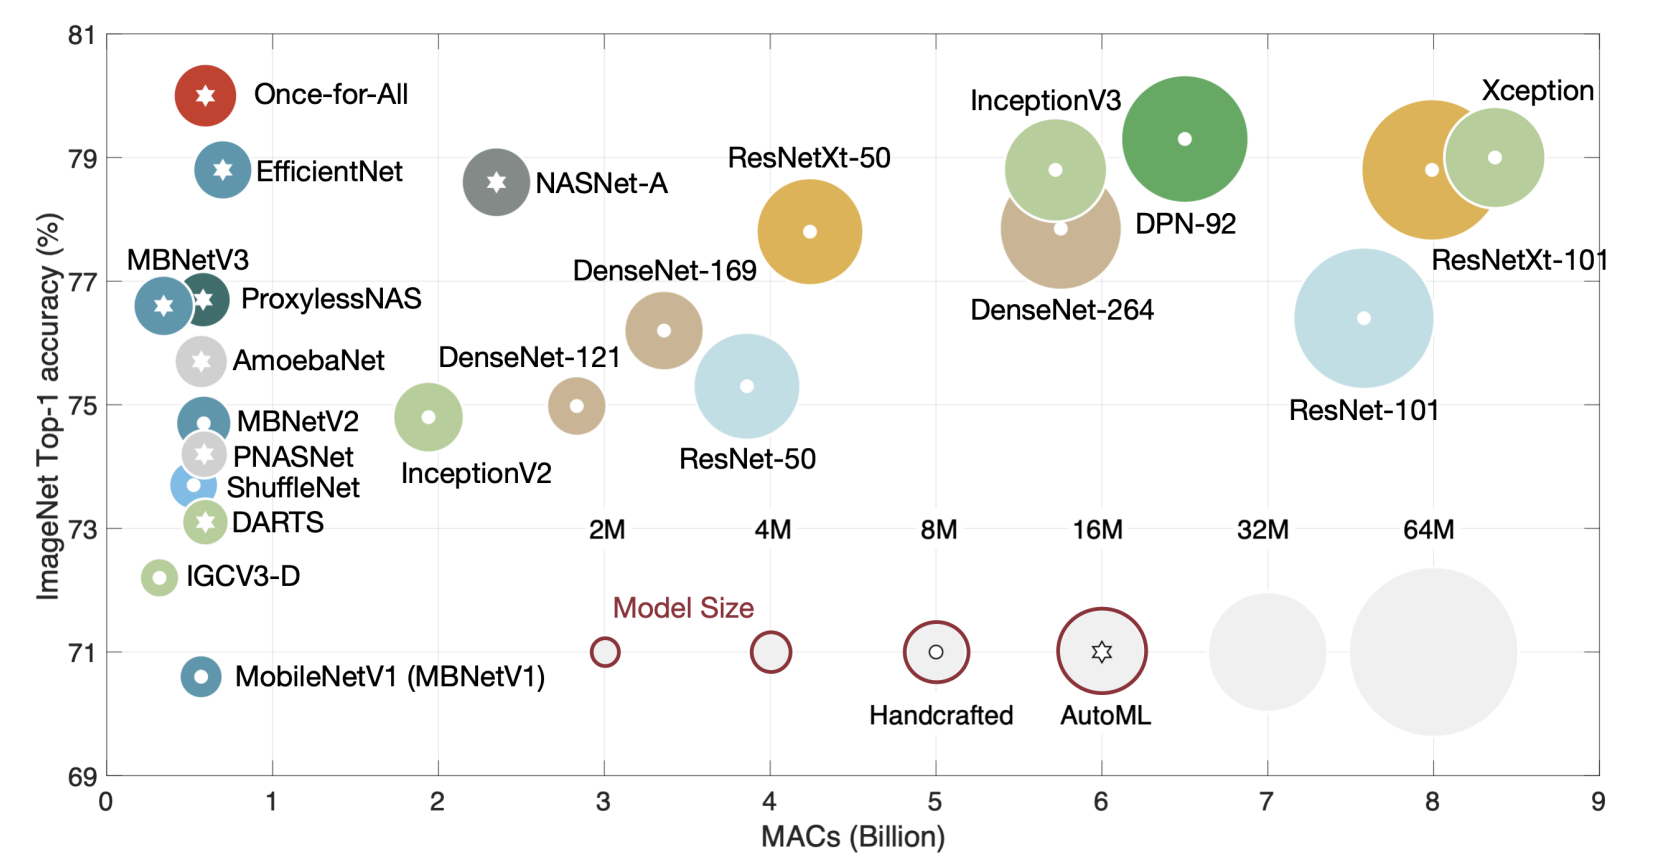 81
Once-for-All
Xception
InceptionV3
79
EfficientNet
NASNet-A
ResNetXt-50
DPN-92
MBNetV3
ResNetXt-101
77
ProxylessNAS
DenseNet-169
DenseNet-264
AmoebaNet
DenseNet-121
75
MBNetV2
ResNet-101
PNASNet
InceptionV2
ResNet-50
ShuffleNet
73
DARTS
2M 4M 8M 16M 32M 64M
IGCV3-D
Model Size
71
MobileNetV1 (MBNetV1)
Handcrafted
AutoML
69
0 1 2 3 4 5 6 7 8 9
MACs (Billion)
ImageNet Top-1 accuracy (%)